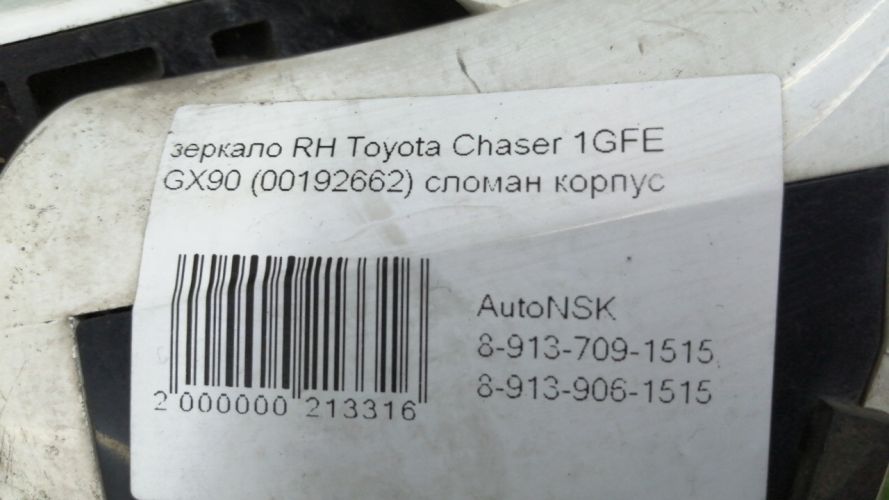 зеркало RH Toyota Chaser 1GFE
GX90 (00192662) сломан корпус
AutoNSK
8-913-709-1515
8-913-906-1515
2 000000 213316